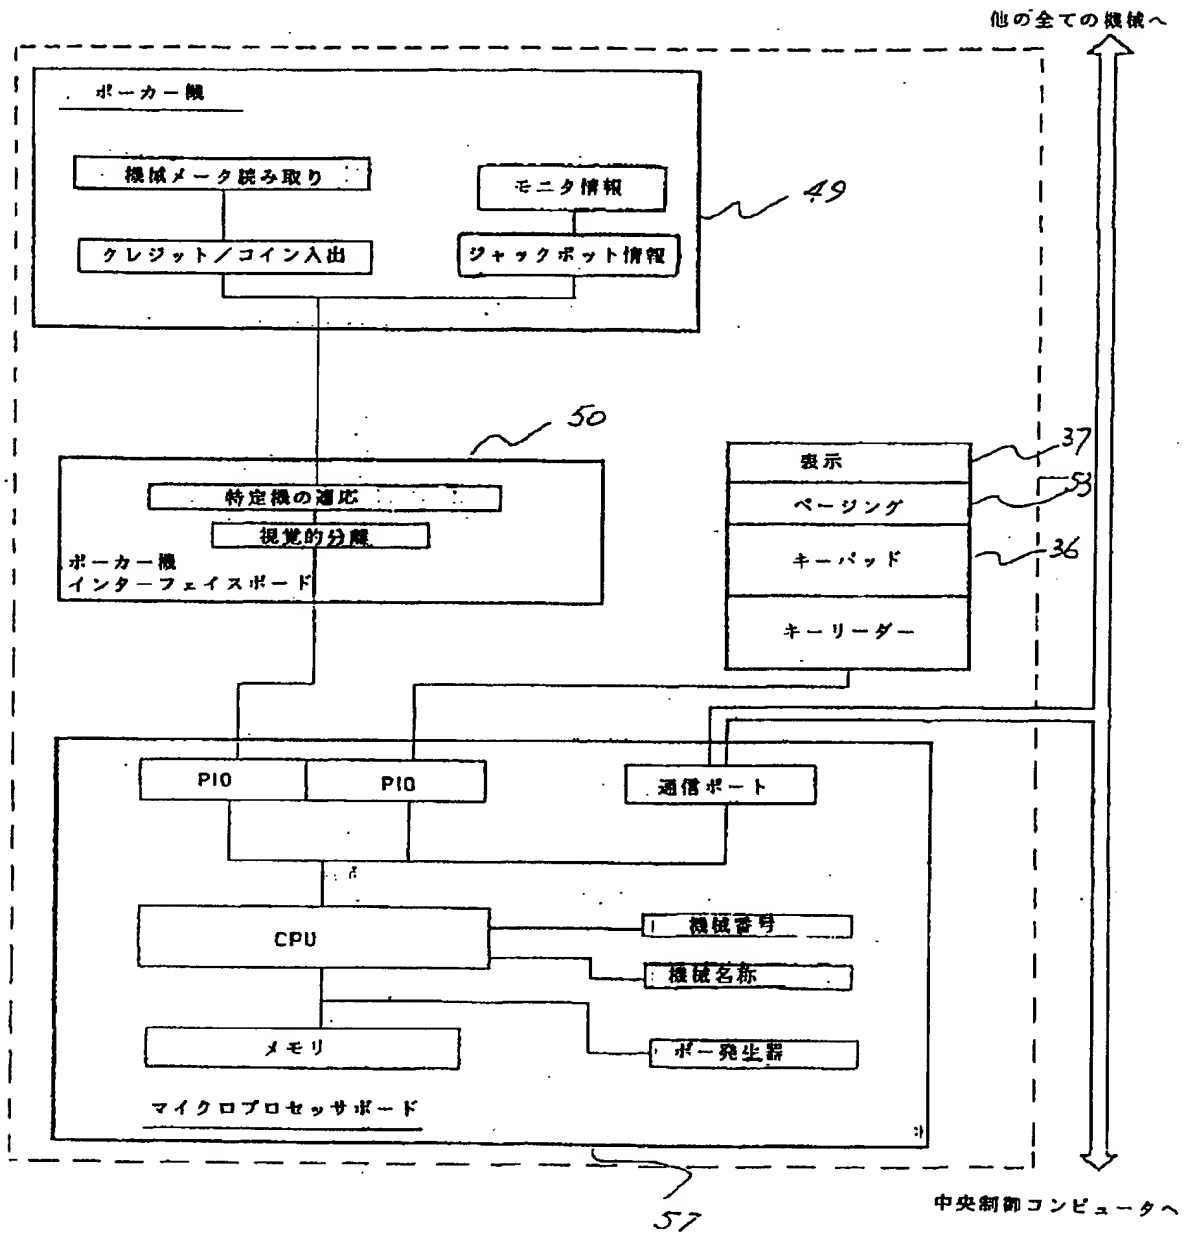 他の全ての機械へ
ポーカー機
機械メータ読み取り
モニタ情報
49
クレジット／コイン入出
ジャックポット情報
50
表示
37
特定機の適応
ページング
53
視覚的分離
キーパッド
36
ポーカー機
インターフェイスボード
キーリーダー
PIO
PIO
通信ポート
CPU
機械番号
機械名称
メモリ
ボー発生器
マイクロプロセッサボード
57
中央制御コンピュータへ